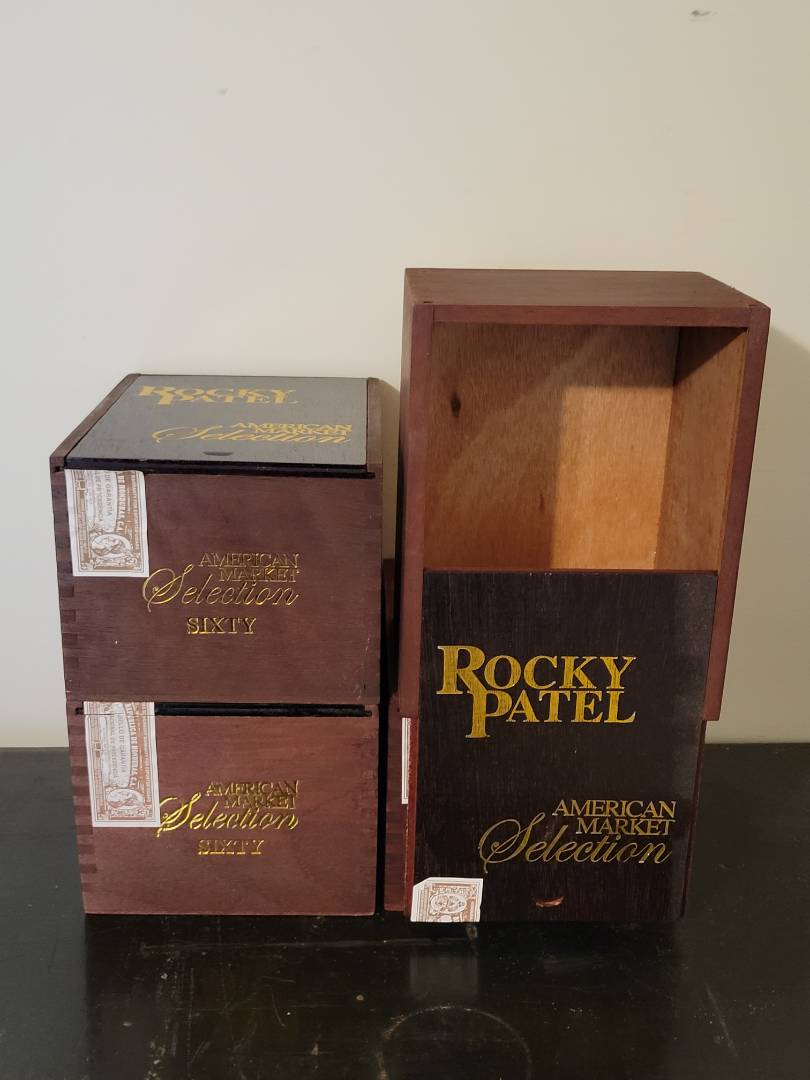 ROCKY
PATEL
AMERICAN
MARKET
Selection
AMERICAN
MARKET
Selection
SIXTY
AMERICAN
MARKET
Selection
SIXTY
ROCKY
PATEL
AMERICAN
MARKET
Selection